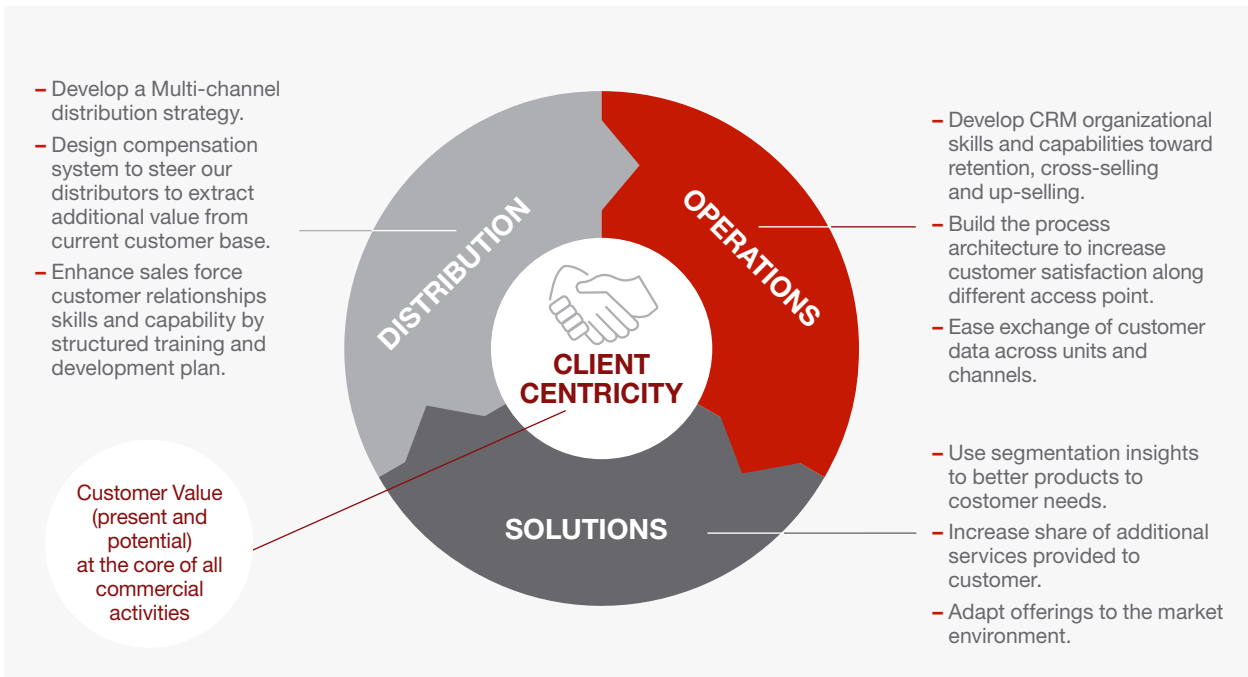 – Develop a Multi-channel
distribution strategy.
– Design compensation
system to steer our
distributors to extract
additional value from
current customer base.
– Enhance sales force
customer relationships
skills and capability by
structured training and
development plan.
DISTRIBUTION
OPERATIONS
SOLUTIONS
CLIENT
CENTRICITY
– Develop CRM organizational
skills and capabilities toward
retention, cross-selling
and up-selling.
– Build the process
architecture to increase
customer satisfaction along
different access point.
– Ease exchange of customer
data across units and
channels.
– Use segmentation insights
to better products to
costomer needs.
– Increase share of additional
services provided to
customer.
– Adapt offerings to the market
environment.
Customer Value
(present and
potential)
at the core of all
commercial
activities